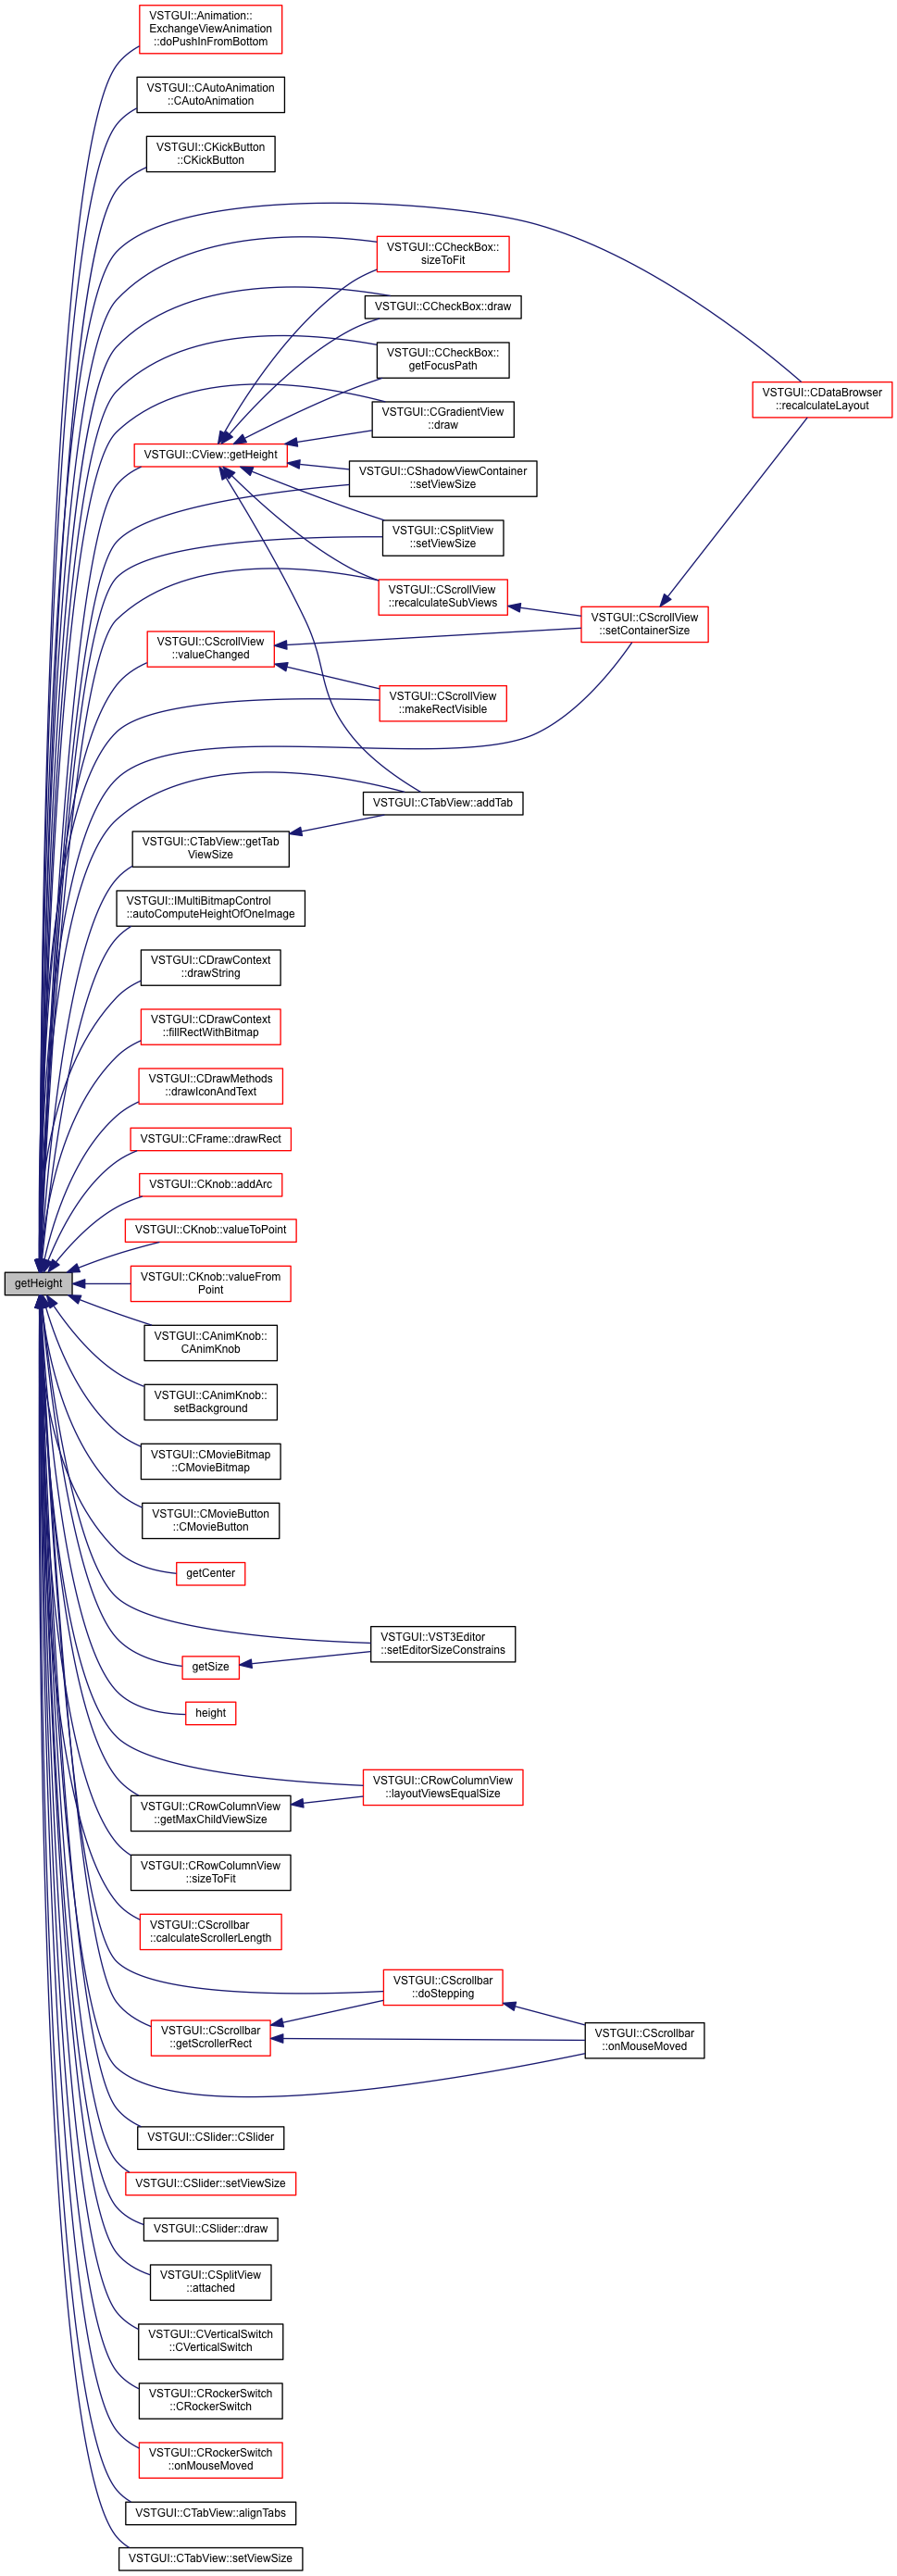 VSTGUI::Animation::
ExchangeViewAnimation
::doPushInFromBottom
VSTGUI::CAutoAnimation
::CAutoAnimation
VSTGUI::CKickButton
::CKickButton
VSTGUI::CCheckBox::
sizeToFit
VSTGUI::CCheckBox::draw
VSTGUI::CCheckBox::
getFocusPath
VSTGUI::CDataBrowser
::recalculateLayout
VSTGUI::CGradientView
::draw
VSTGUI::CView::getHeight
VSTGUI::CShadowViewContainer
::setViewSize
VSTGUI::CSplitView
::setViewSize
VSTGUI::CScrollView
::recalculateSubViews
VSTGUI::CScrollView
::setContainerSize
VSTGUI::CScrollView
::valueChanged
VSTGUI::CScrollView
::makeRectVisible
VSTGUI::CTabView::addTab
VSTGUI::CTabView::getTab
ViewSize
VSTGUI::IMultiBitmapControl
::autoComputeHeightOfOneImage
VSTGUI::CDrawContext
::drawString
VSTGUI::CDrawContext
::fillRectWithBitmap
VSTGUI::CDrawMethods
::drawIconAndText
VSTGUI::CFrame::drawRect
VSTGUI::CKnob::addArc
VSTGUI::CKnob::valueToPoint
getHeight
VSTGUI::CKnob::valueFrom
Point
VSTGUI::CAnimKnob::
CAnimKnob
VSTGUI::CAnimKnob::
setBackground
VSTGUI::CMovieBitmap
::CMovieBitmap
VSTGUI::CMovieButton
::CMovieButton
getCenter
VSTGUI::VST3Editor
::setEditorSizeConstrains
getSize
height
VSTGUI::CRowColumnView
::layoutViewsEqualSize
VSTGUI::CRowColumnView
::getMaxChildViewSize
VSTGUI::CRowColumnView
::sizeToFit
VSTGUI::CScrollbar
::calculateScrollerLength
VSTGUI::CScrollbar
::doStepping
VSTGUI::CScrollbar
::getScrollerRect
VSTGUI::CScrollbar
::onMouseMoved
VSTGUI::CSlider::CSlider
VSTGUI::CSlider::setViewSize
VSTGUI::CSlider::draw
VSTGUI::CSplitView
::attached
VSTGUI::CVerticalSwitch
::CVerticalSwitch
VSTGUI::CRockerSwitch
::CRockerSwitch
VSTGUI::CRockerSwitch
::onMouseMoved
VSTGUI::CTabView::alignTabs
VSTGUI::CTabView::setViewSize